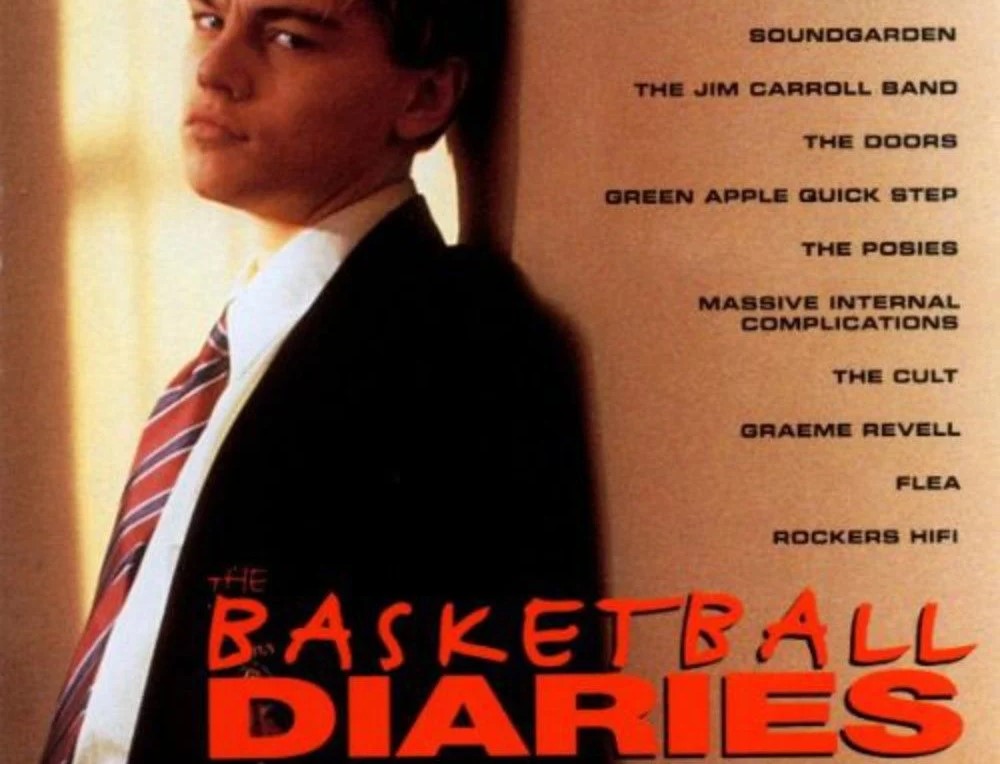 SOUNDGARDEN
THE JIM CARROLL BAND
THE DOORS
GREEN APPLE QUICK STEP
THE POSIES
MASSIVE INTERNAL
COMPLICATIONS
THE CULT
GRAEME REVELL
FLEA
ROCKERS HIFI
THE
BASKETBALL
DIARIES